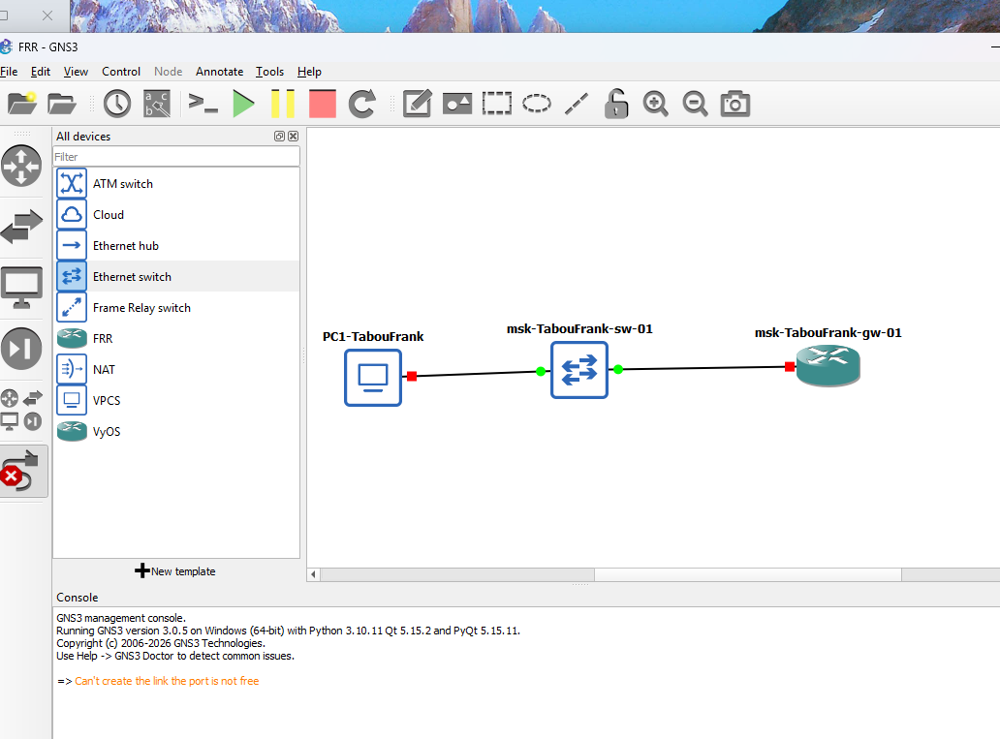 FRR - GNS3
File Edit View Control Node Annotate Tools Help
All devices
Filter
ATM switch
Cloud
Ethernet hub
Ethernet switch
Frame Relay switch
FRR
NAT
VPCS
VyOS
New template
PC1-TabouFrank
msk-TabouFrank-sw-01
msk-TabouFrank-gw-01
Console
GNS3 management console.
Running GNS3 version 3.0.5 on Windows (64-bit) with Python 3.10.11 Qt 5.15.2 and PyQt 5.15.11.
Copyright (c) 2006-2026 GNS3 Technologies.
Use Help -> GNS3 Doctor to detect common issues.
=> Can't create the link the port is not free